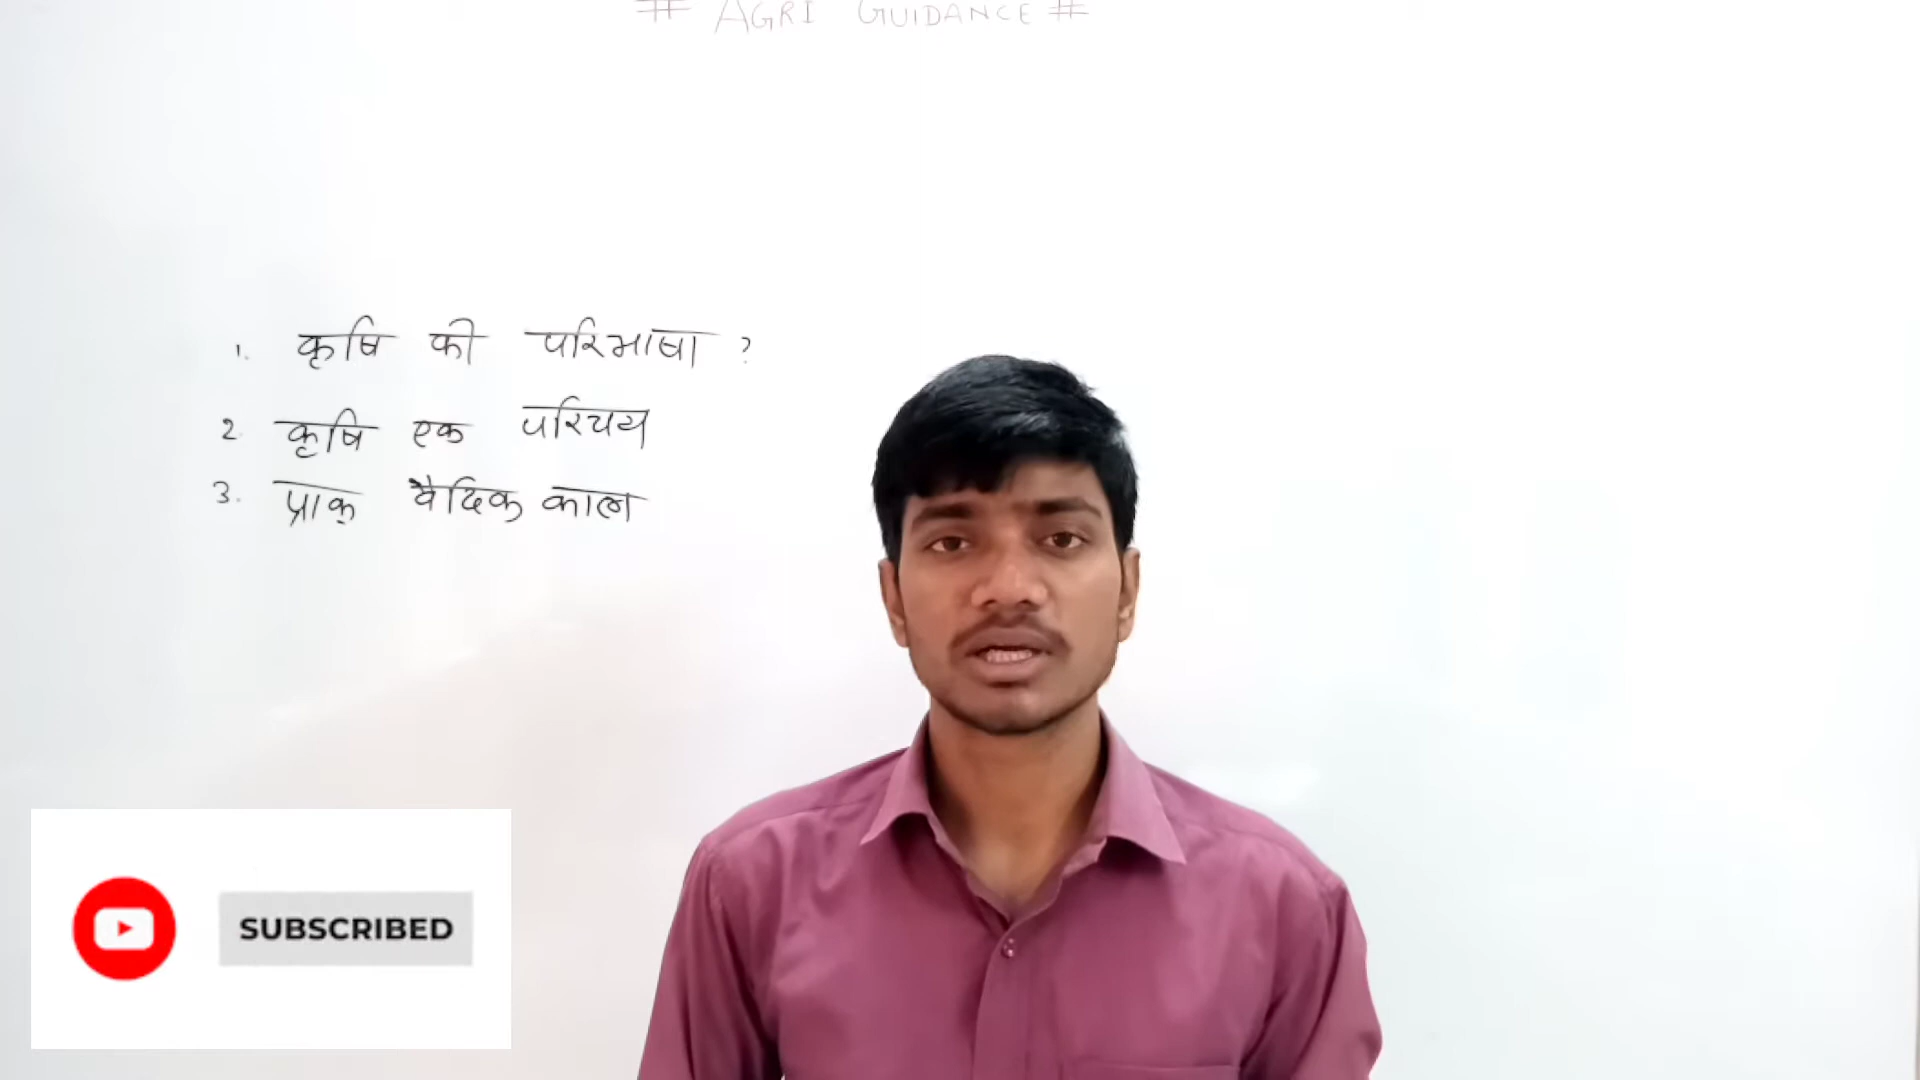 # AGRI GUIDANCE #
1. कृषि की परिभाषा ?
2. कृषि एक परिचय
3. प्राक् वैदिक काल
SUBSCRIBED